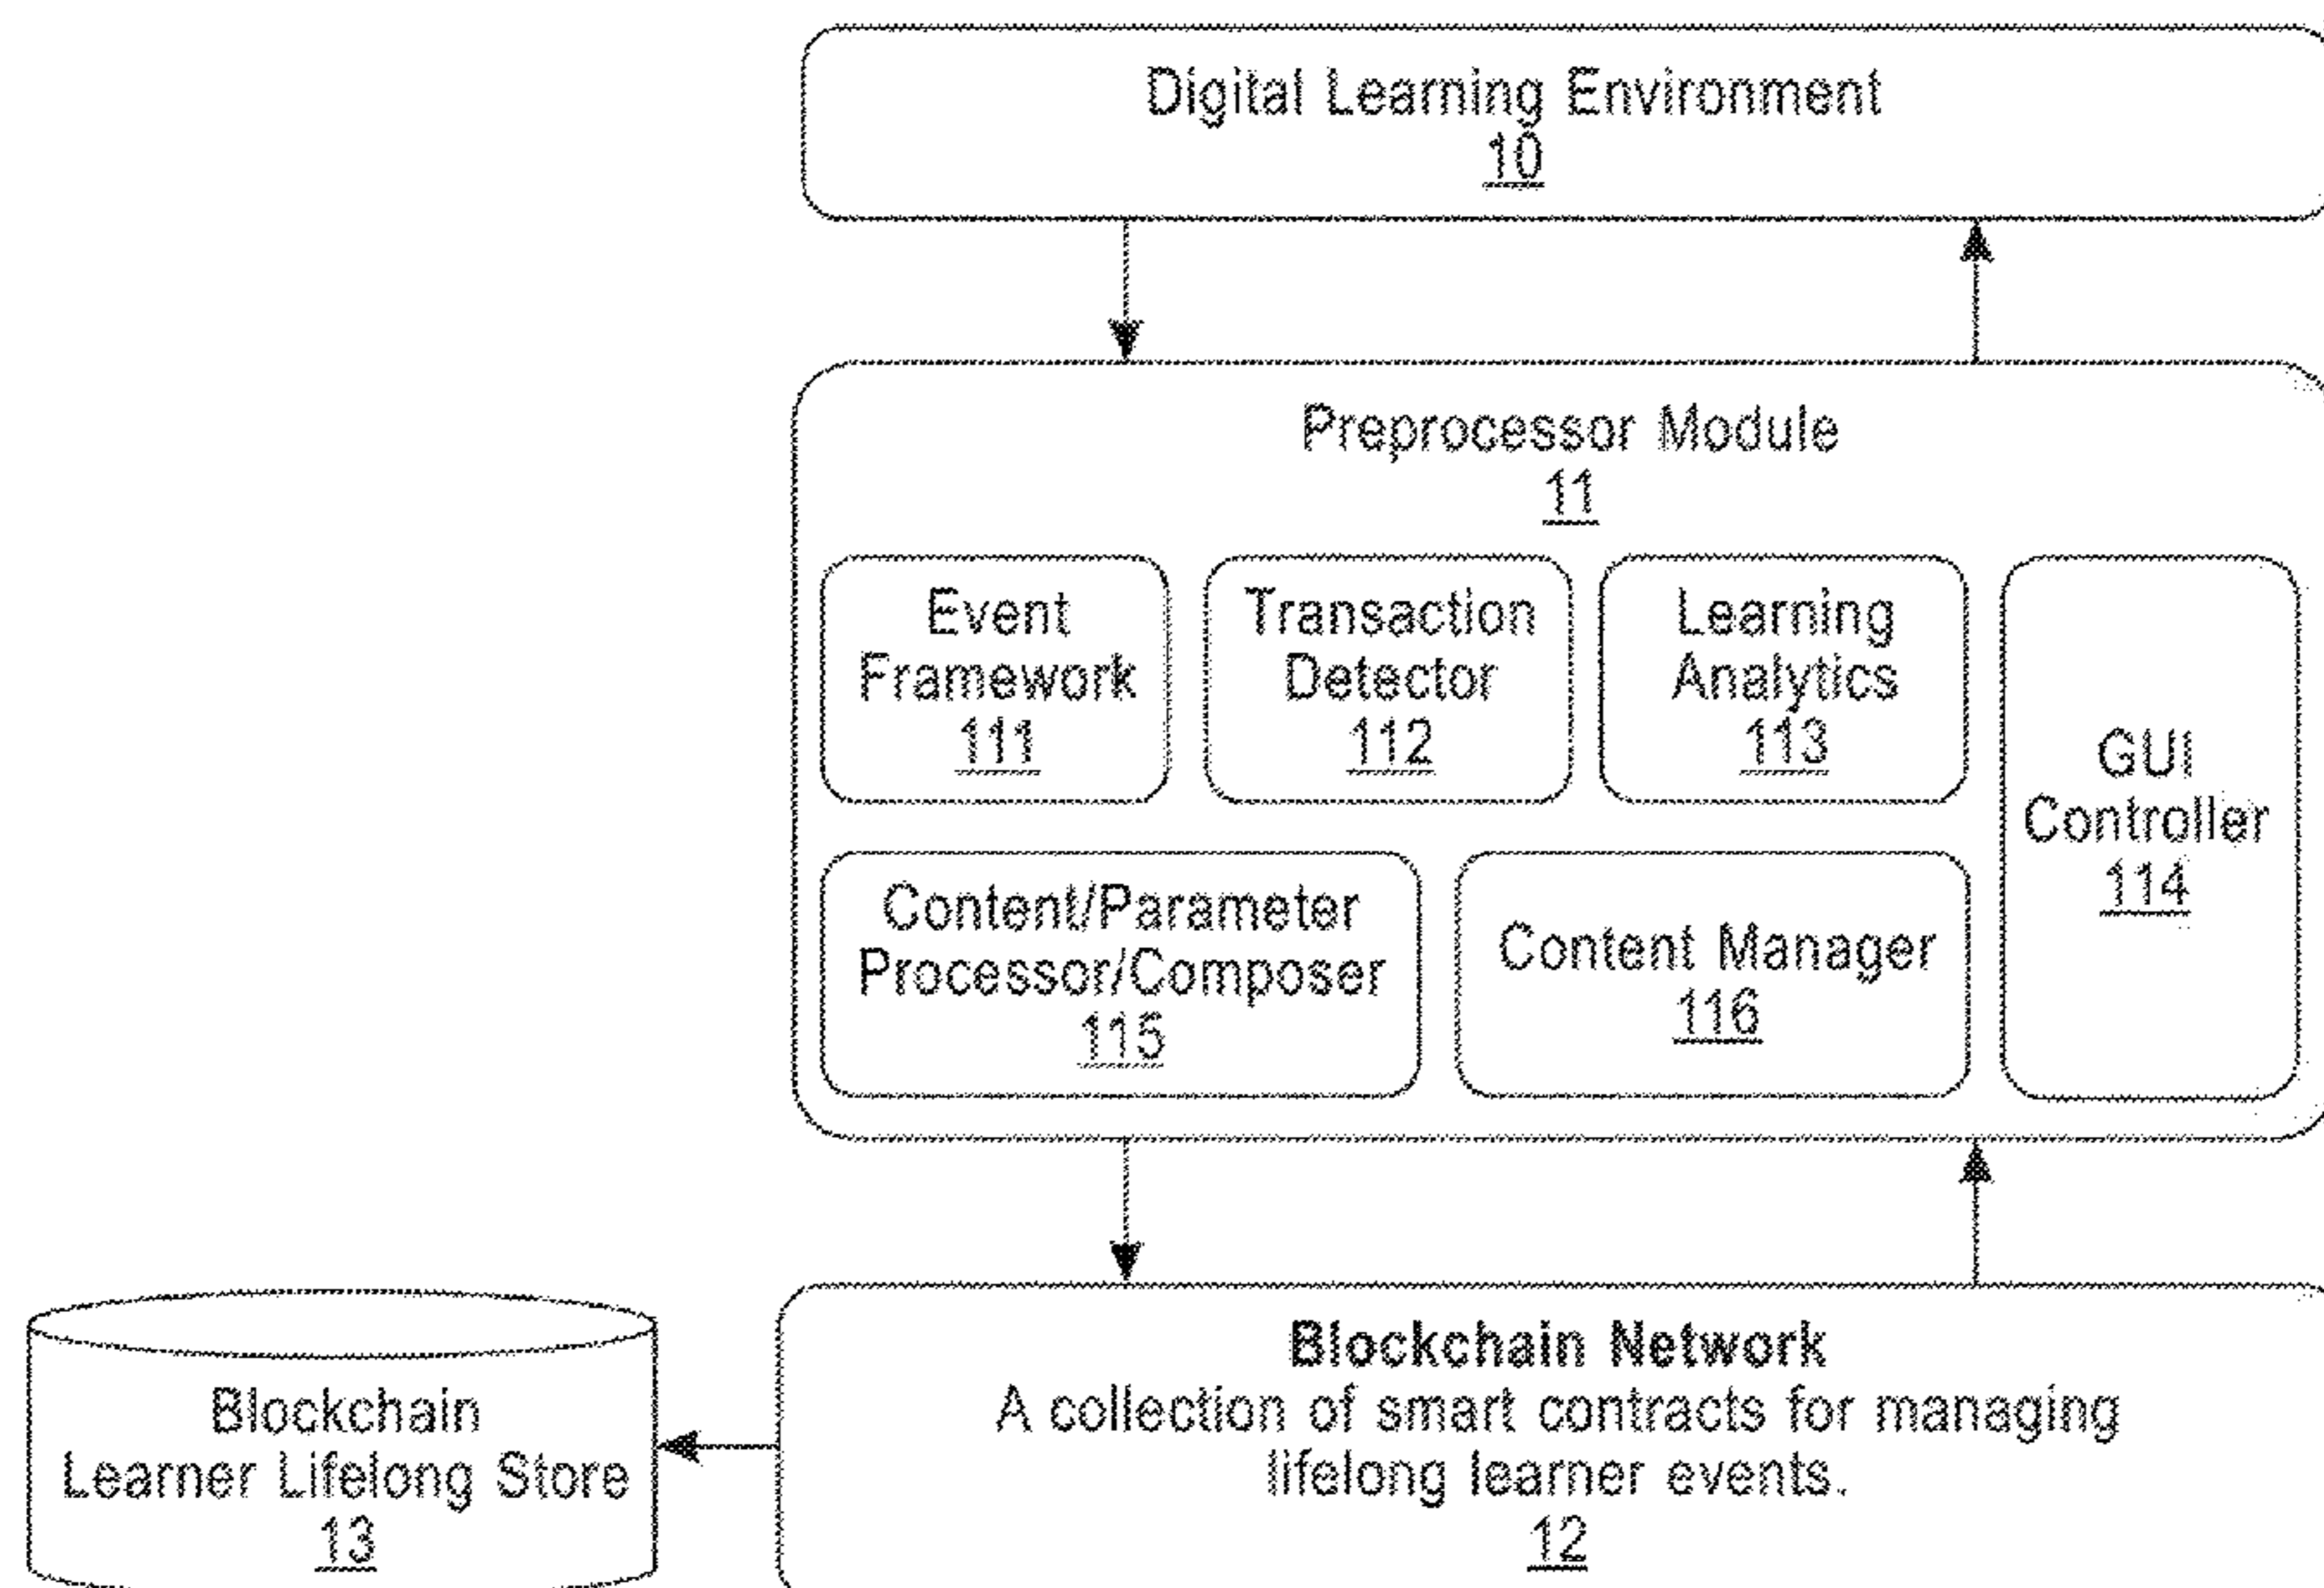 Digital Learning Environment
10
Preprocessor Module
11
Event
Framework
111
Transaction
Detector
112
Learning
Analytics
113
GUI
Controller
114
Content/Parameter
Processor/Composer
115
Content Manager
116
Blockchain
Learner Lifelong Store
13
Blockchain Network
A collection of smart contracts for managing
lifelong learner events.
12